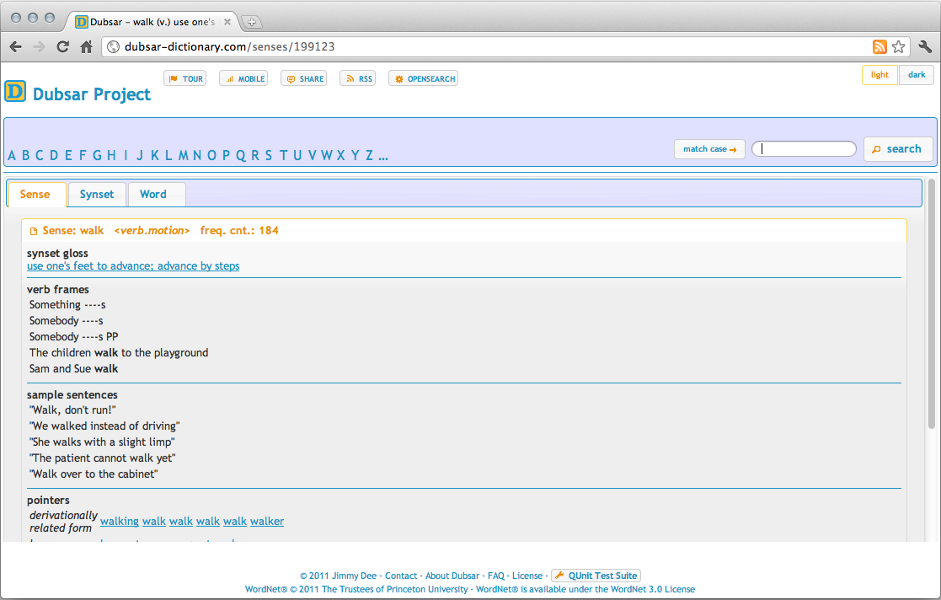 Dubsar – walk (v.) use one's
dubsar-dictionary.com/senses/199123
D Dubsar Project
TOUR MOBILE SHARE RSS OPENSEARCH
light dark
A B C D E F G H I J K L M N O P Q R S T U V W X Y Z ...
match case → search
Sense Synset Word
Sense: walk <verb.motion> freq. cnt.: 184
synset gloss
use one's feet to advance; advance by steps
verb frames
Something ----s
Somebody ----s
Somebody ----s PP
The children walk to the playground
Sam and Sue walk
sample sentences
"Walk, don't run!"
"We walked instead of driving"
"She walks with a slight limp"
"The patient cannot walk yet"
"Walk over to the cabinet"
pointers
derivationally
related form walking walk walk walk walk walker
© 2011 Jimmy Dee · Contact · About Dubsar · FAQ · License · QUnit Test Suite
WordNet® © 2011 The Trustees of Princeton University · WordNet® is available under the WordNet 3.0 License